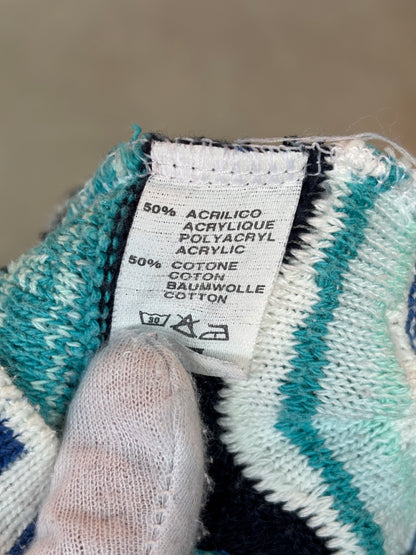 50% ACRILICO
ACRYLIQUE
POLYACRYL
ACRYLIC
50% COTONE
COTON
BAUMWOLLE
COTTON
30